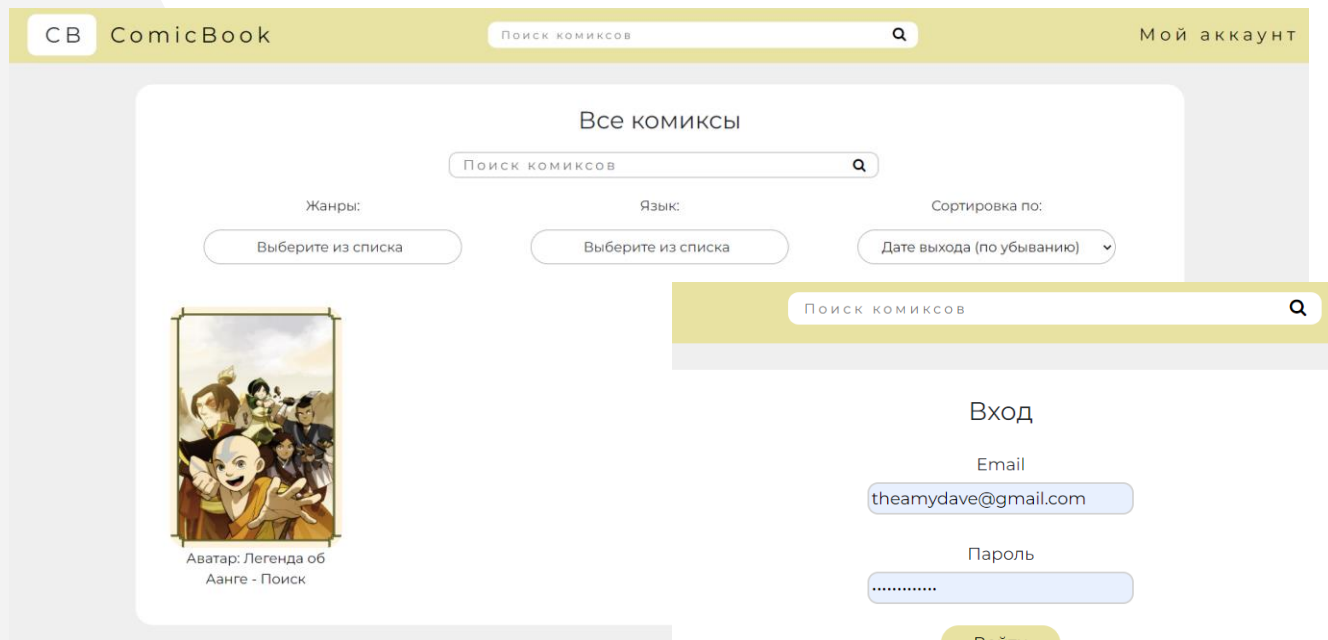 CB ComicBook
Поиск комиксов
Мой аккаунт
Все комиксы
Поиск комиксов
Жанры:
Язык:
Сортировка по:
Выберите из списка
Выберите из списка
Дате выхода (по убыванию)
Аватар: Легенда об
Аанге - Поиск
Поиск комиксов
Вход
Email
theamydave@gmail.com
Пароль
•••••••••••••